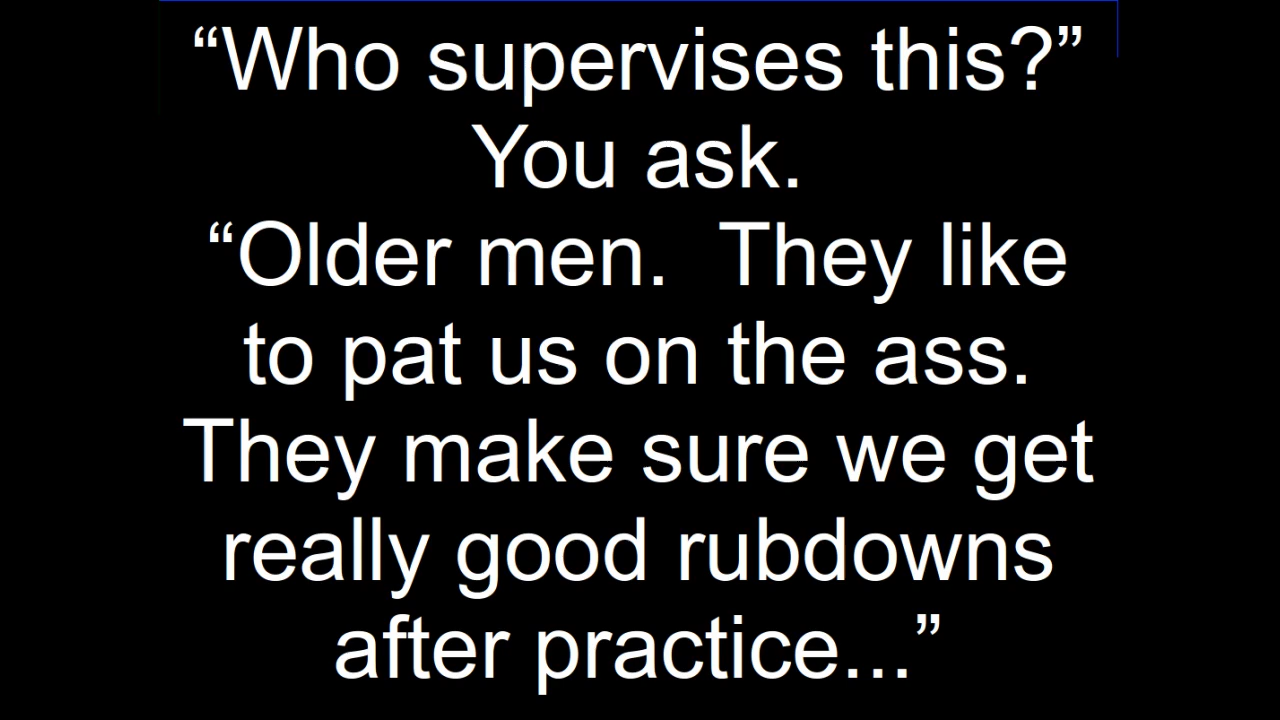 “Who supervises this?”
You ask.
“Older men.  They like
to pat us on the ass.
They make sure we get
really good rubdowns
after practice...”